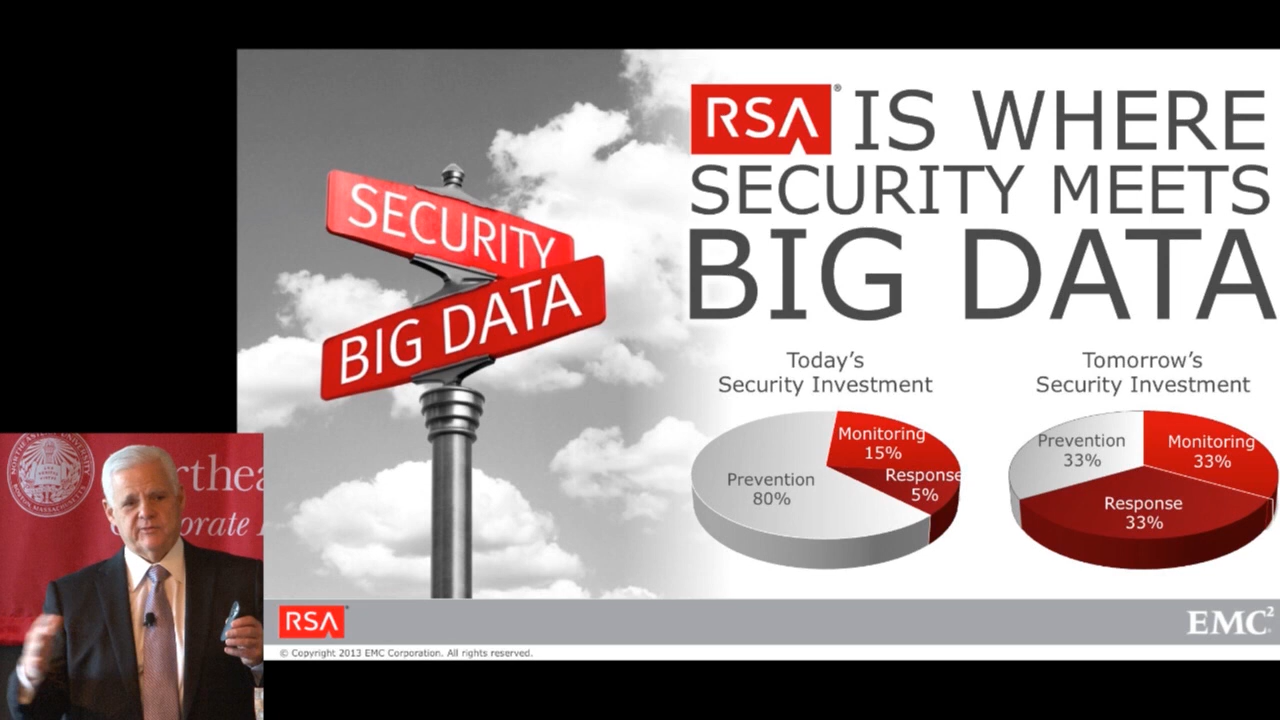 RSA® IS WHERE
SECURITY MEETS
BIG DATA
SECURITY
BIG DATA
Today's
Security Investment
Monitoring
15%
Response
5%
Prevention
80%
Tomorrow's
Security Investment
Prevention
33%
Monitoring
33%
Response
33%
RSA®
EMC²
© Copyright 2013 EMC Corporation. All rights reserved.
rthea
orate